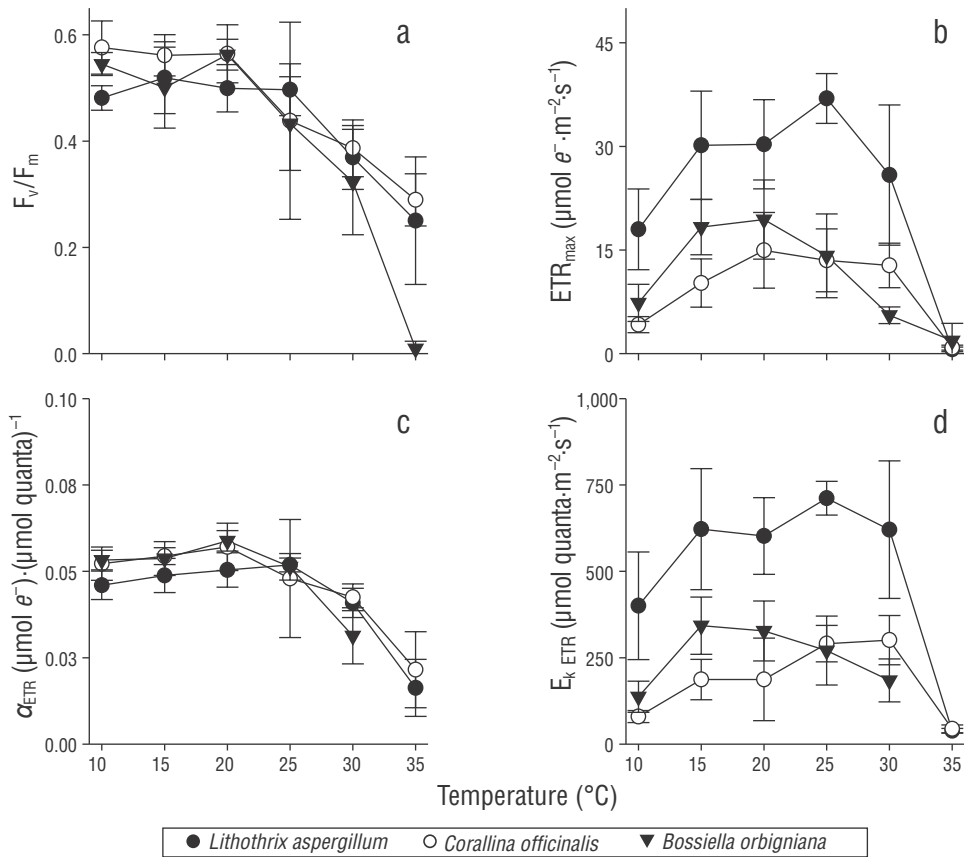 a
0.6
0.4
0.2
0.0
Fv/Fm
b
45
30
15
0
ETRmax (µmol e− ·m−2·s−1)
c
0.10
0.08
0.05
0.03
0.00
αETR (µmol e−)·(µmol quanta)−1
10 15 20 25 30 35
d
1,000
750
500
250
0
Ek ETR (µmol quanta·m−2·s−1)
10 15 20 25 30 35
Temperature (°C)
Lithothrix aspergillum Corallina officinalis Bossiella orbigniana